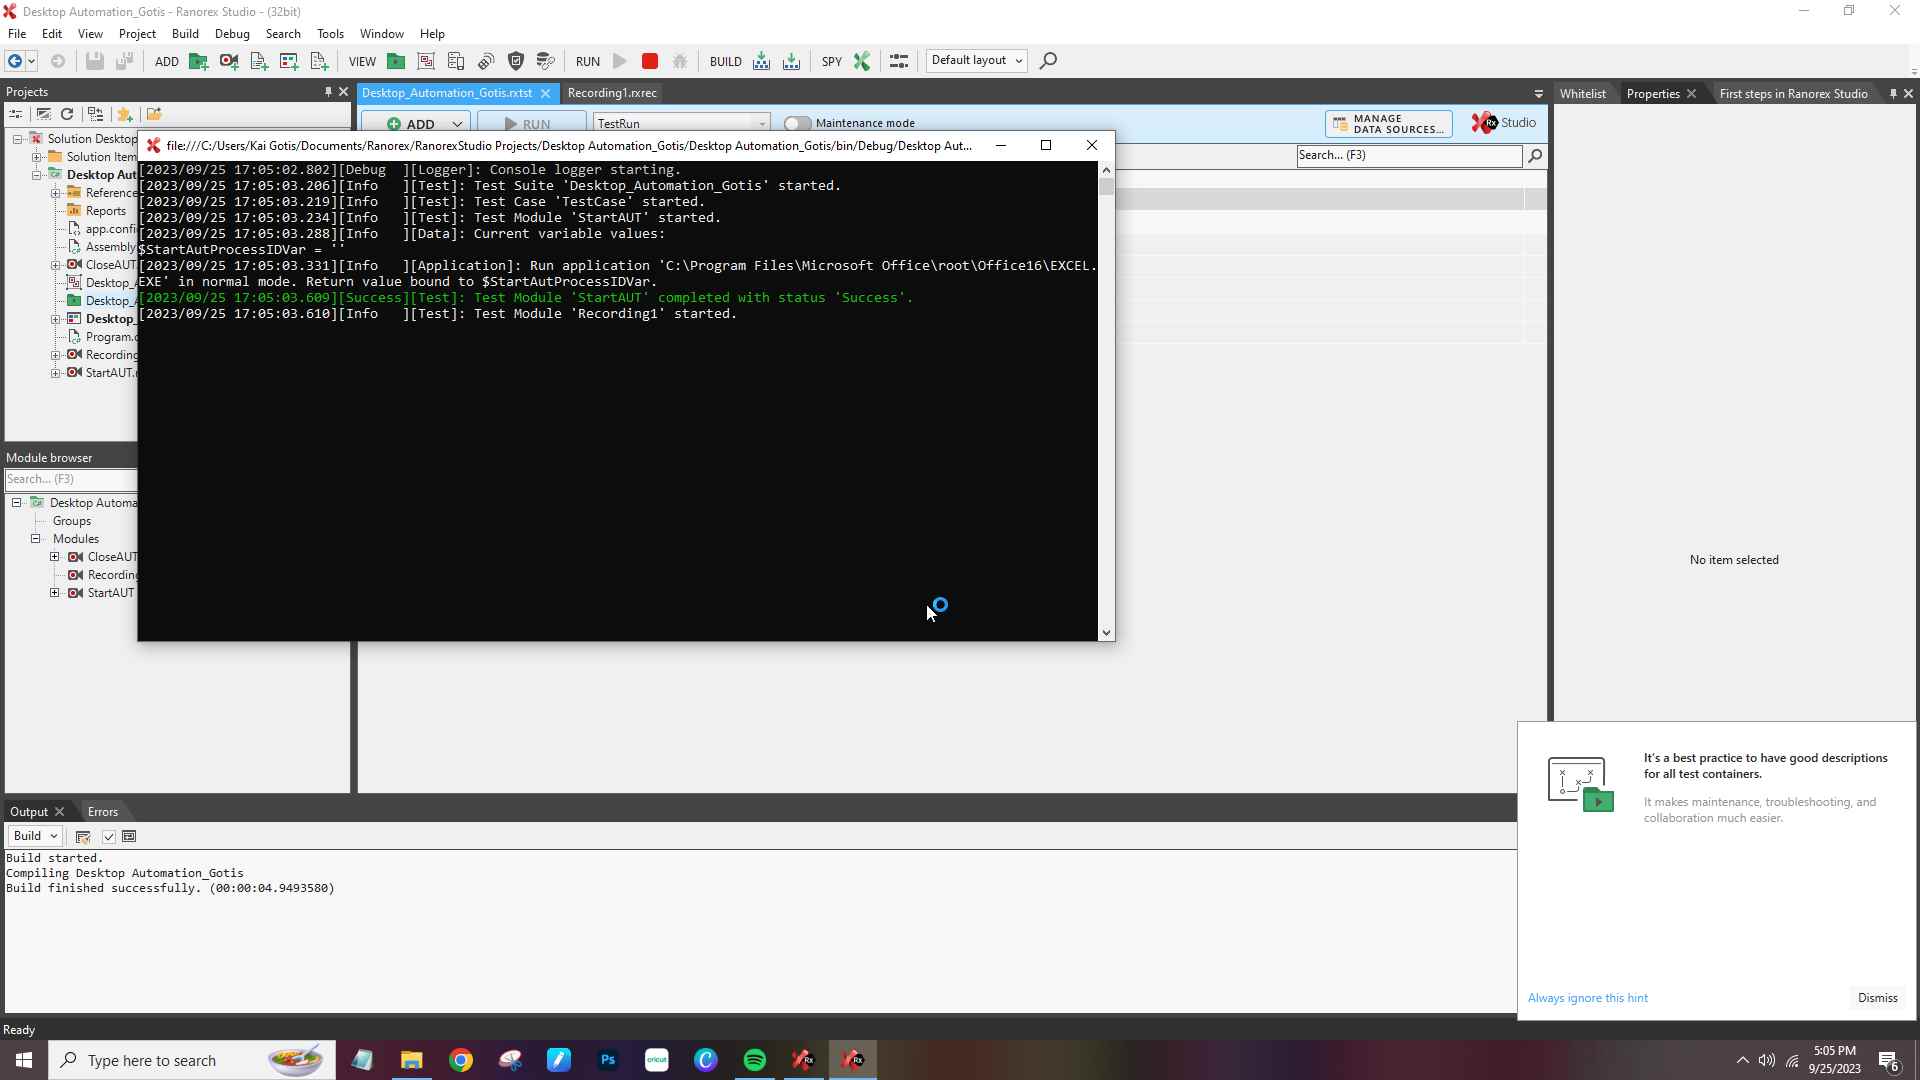 Desktop Automation_Gotis - Ranorex Studio - (32bit)
File Edit View Project Build Debug Search Tools Window Help
ADD VIEW RUN BUILD SPY Default layout
Projects
Desktop_Automation_Gotis.rxtst Recording1.rxrec
Whitelist Properties First steps in Ranorex Studio
ADD RUN TestRun Maintenance mode
MANAGE
DATA SOURCES...
Rx Studio
Search... (F3)
Solution Desktop
Solution Item
Desktop Aut
Reference
Reports
app.confi
Assembly
CloseAUT
Desktop_A
Desktop_A
Desktop_
Program.c
Recording
StartAUT.
file:///C:/Users/Kai Gotis/Documents/Ranorex/RanorexStudio Projects/Desktop Automation_Gotis/Desktop Automation_Gotis/bin/Debug/Desktop Aut...
[2023/09/25 17:05:02.802][Debug ][Logger]: Console logger starting.
[2023/09/25 17:05:03.206][Info ][Test]: Test Suite 'Desktop_Automation_Gotis' started.
[2023/09/25 17:05:03.219][Info ][Test]: Test Case 'TestCase' started.
[2023/09/25 17:05:03.234][Info ][Test]: Test Module 'StartAUT' started.
[2023/09/25 17:05:03.288][Info ][Data]: Current variable values:
$StartAutProcessIDVar = ''
[2023/09/25 17:05:03.331][Info ][Application]: Run application 'C:\Program Files\Microsoft Office\root\Office16\EXCEL.
EXE' in normal mode. Return value bound to $StartAutProcessIDVar.
[2023/09/25 17:05:03.609][Success][Test]: Test Module 'StartAUT' completed with status 'Success'.
[2023/09/25 17:05:03.610][Info ][Test]: Test Module 'Recording1' started.
Module browser
Search... (F3)
Desktop Automa
Groups
Modules
CloseAUT
Recording
StartAUT
No item selected
It's a best practice to have good descriptions
for all test containers.
It makes maintenance, troubleshooting, and
collaboration much easier.
Always ignore this hint Dismiss
Output Errors
Build
Build started.
Compiling Desktop Automation_Gotis
Build finished successfully. (00:00:04.9493580)
Ready
Type here to search
Ps
cricut
C
Rx
Rx
5:05 PM
9/25/2023
6